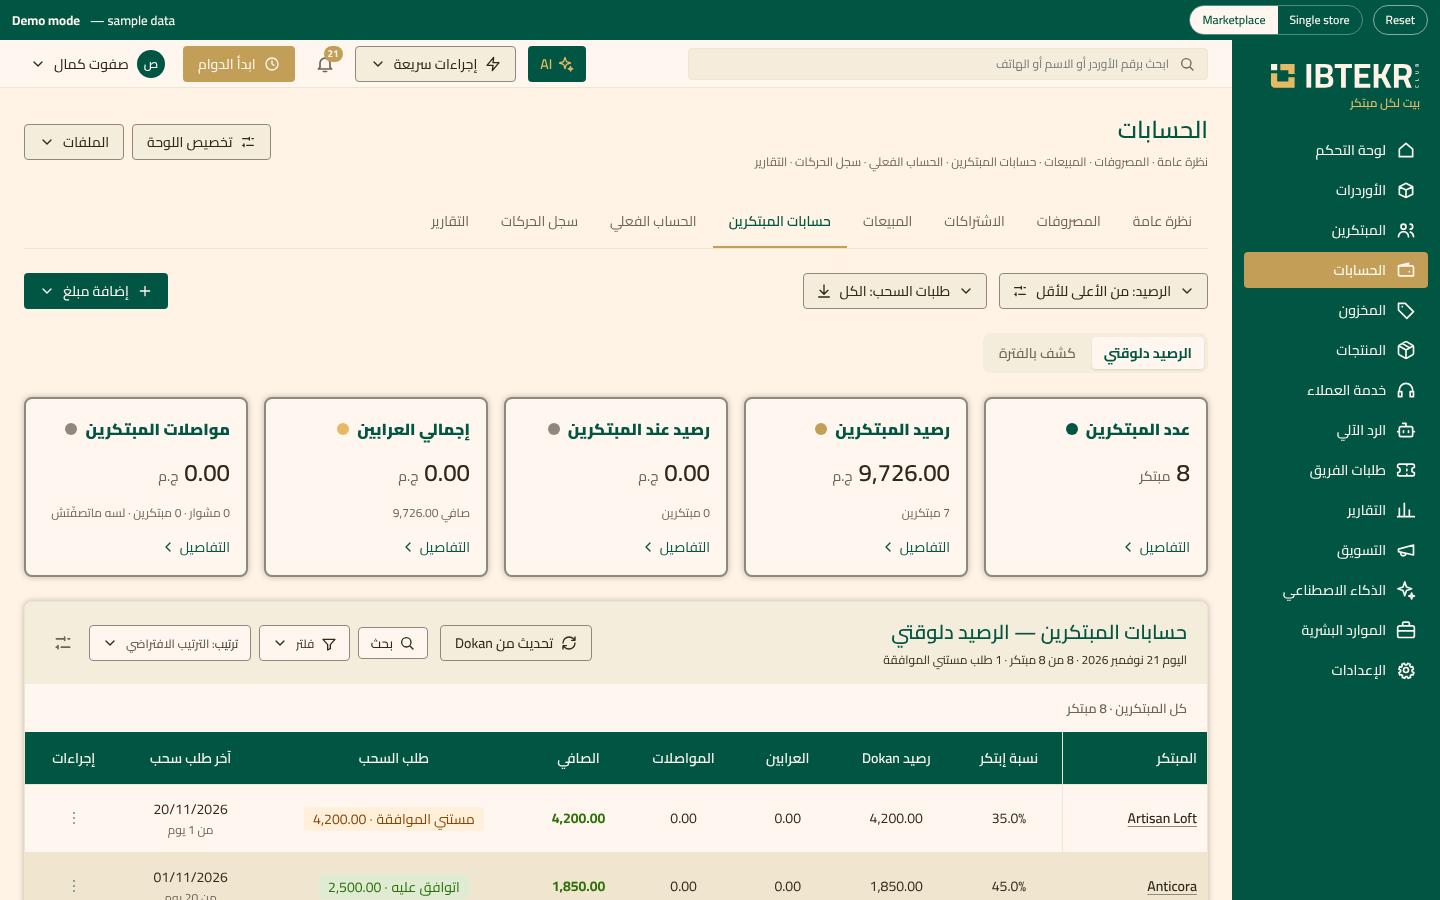 Demo mode — sample data
Marketplace
Single store
Reset
IBTEKR CLUB
بيت لكل مبتكر
لوحة التحكم
الأوردرات
المبتكرين
الحسابات
المخزون
المنتجات
خدمة العملاء
الرد الآلي
طلبات الفريق
التقارير
التسويق
الذكاء الاصطناعي
الموارد البشرية
الإعدادات
ابحث برقم الأوردر أو الاسم أو الهاتف
AI
إجراءات سريعة
21
ابدأ الدوام
ص
صفوت كمال
الحسابات
نظرة عامة · المصروفات · المبيعات · حسابات المبتكرين · الحساب الفعلي · سجل الحركات · التقارير
تخصيص اللوحة
الملفات
نظرة عامة
المصروفات
الاشتراكات
المبيعات
حسابات المبتكرين
الحساب الفعلي
سجل الحركات
التقارير
الرصيد: من الأعلى للأقل
طلبات السحب: الكل
إضافة مبلغ
الرصيد دلوقتي
كشف بالفترة
عدد المبتكرين
8 مبتكر
التفاصيل
رصيد المبتكرين
9,726.00 ج.م
7 مبتكرين
التفاصيل
رصيد عند المبتكرين
0.00 ج.م
0 مبتكرين
التفاصيل
إجمالي العرابين
0.00 ج.م
صافي 9,726.00
التفاصيل
مواصلات المبتكرين
0.00 ج.م
0 مشوار · 0 مبتكرين · لسه ماتصفّتش
التفاصيل
حسابات المبتكرين — الرصيد دلوقتي
اليوم 21 نوفمبر 2026 · 8 من 8 مبتكر · 1 طلب مستني الموافقة
تحديث من Dokan
بحث
فلتر
ترتيب: الترتيب الافتراضي
كل المبتكرين · 8 مبتكر
المبتكر
نسبة إبتكر
رصيد Dokan
العرابين
المواصلات
الصافي
طلب السحب
آخر طلب سحب
إجراءات
Artisan Loft
35.0%
4,200.00
0.00
0.00
4,200.00
مستني الموافقة · 4,200.00
20/11/2026
من 1 يوم
Anticora
45.0%
1,850.00
0.00
0.00
1,850.00
اتوافق عليه · 2,500.00
01/11/2026
من 20 يوم